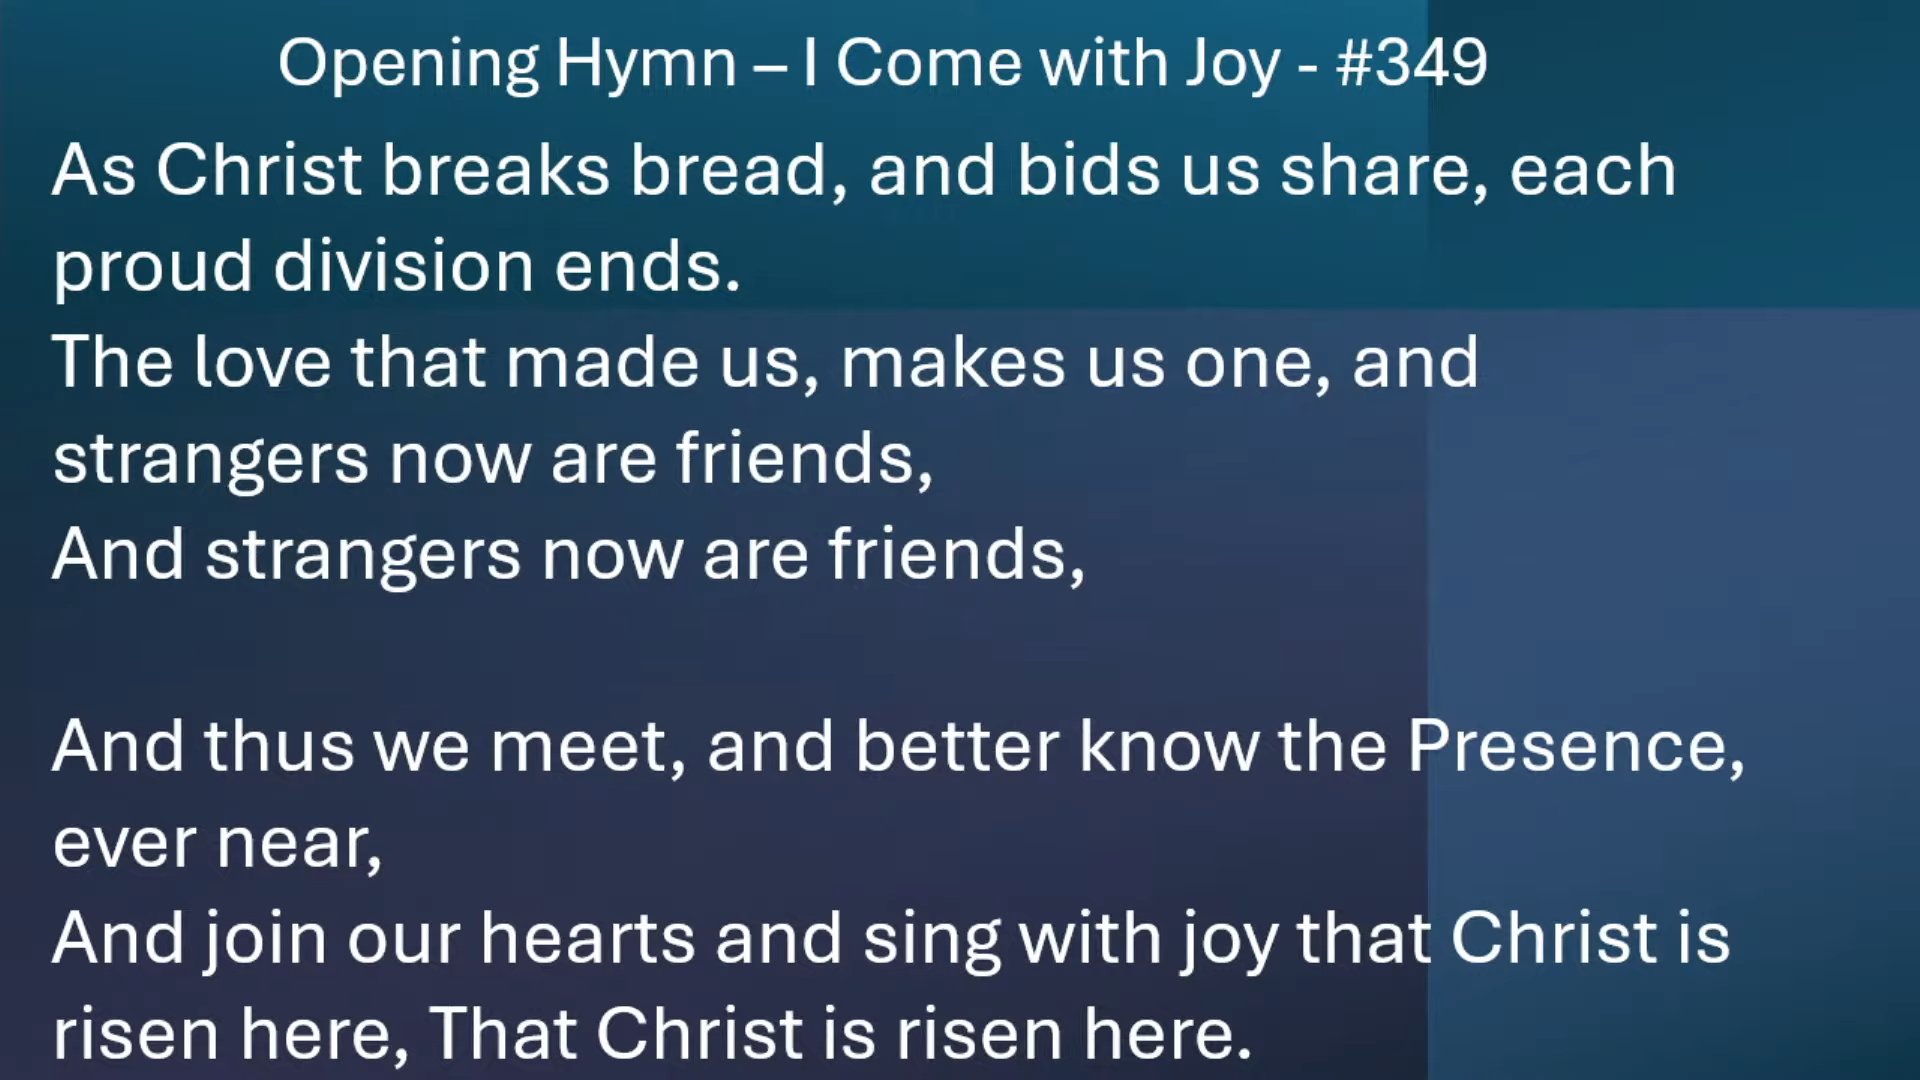 Opening Hymn – I Come with Joy - #349
As Christ breaks bread, and bids us share, each
proud division ends.
The love that made us, makes us one, and
strangers now are friends,
And strangers now are friends,
And thus we meet, and better know the Presence,
ever near,
And join our hearts and sing with joy that Christ is
risen here, That Christ is risen here.